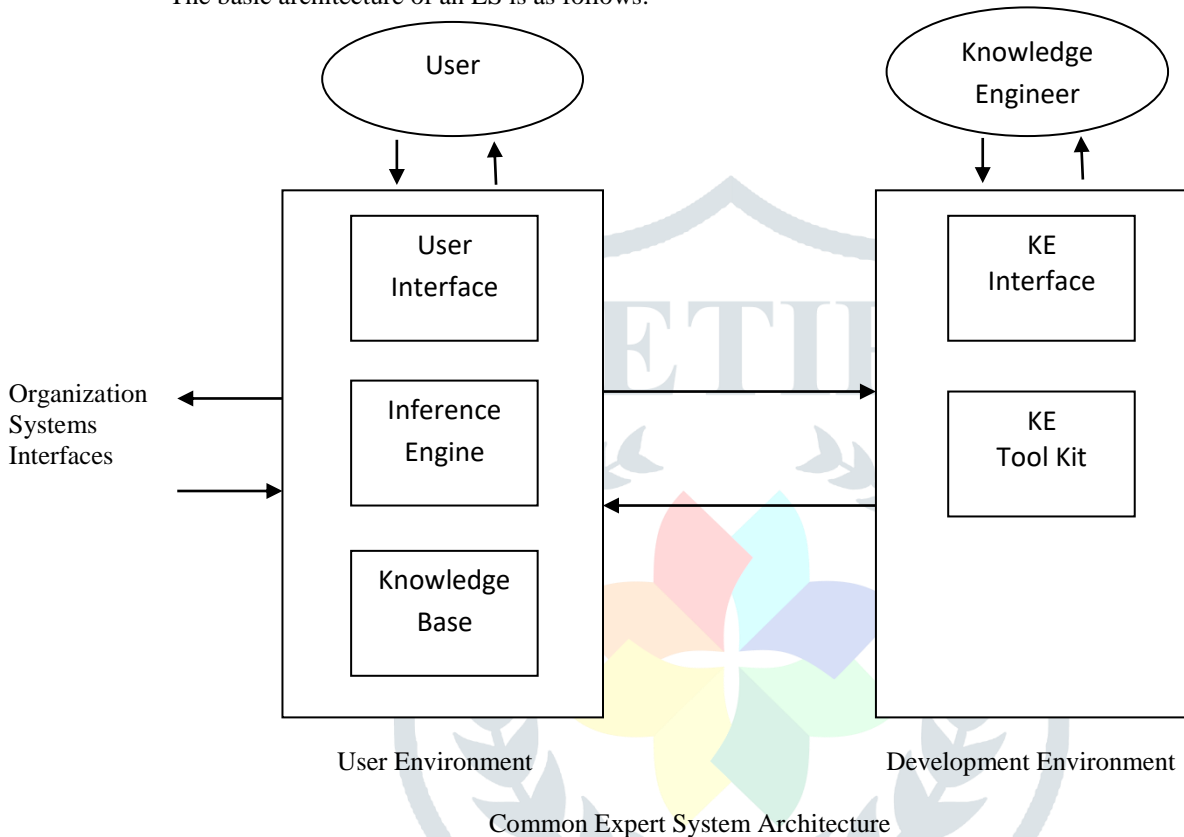 The basic architecture of an ES is as follows:
User
Knowledge
Engineer
User
Interface
KE
Interface
Organization
Systems
Interfaces
Inference
Engine
KE
Tool Kit
Knowledge
Base
User Environment
Development Environment
Common Expert System Architecture